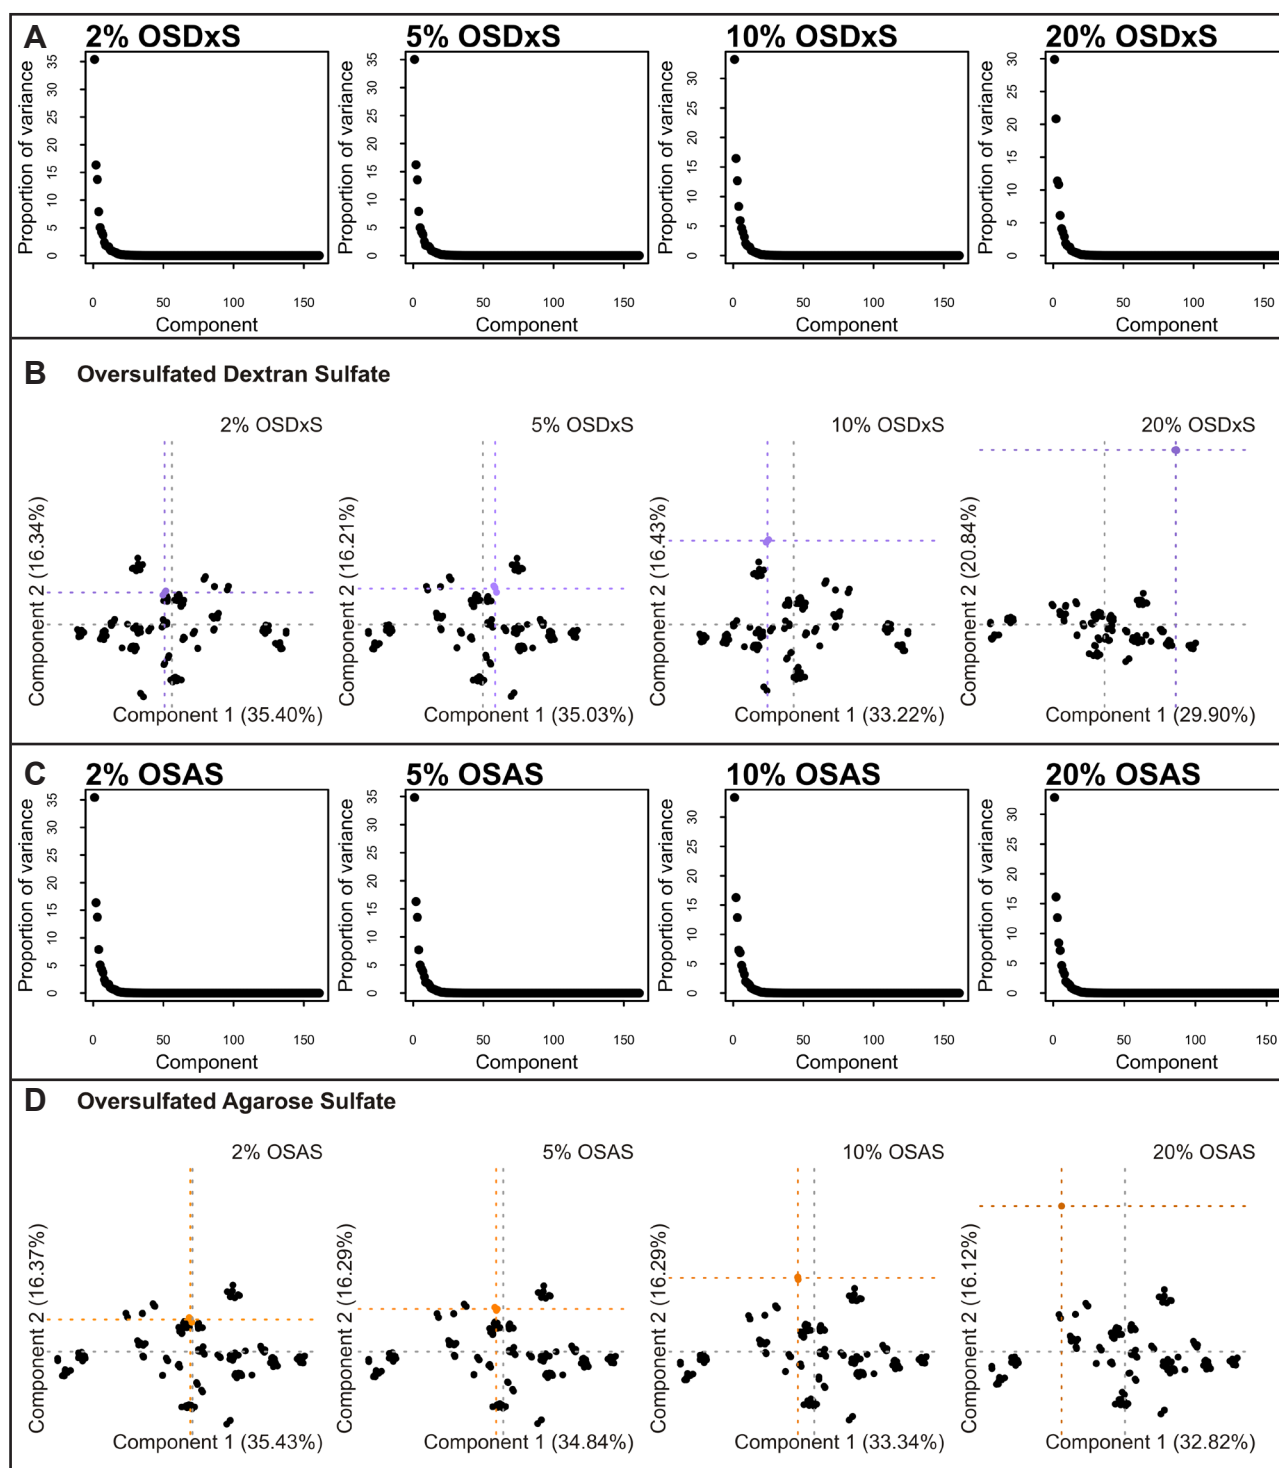 A
2% OSDxS
5% OSDxS
10% OSDxS
20% OSDxS
Proportion of variance
0 5 10 15 20 25 30 35
0 50 100 150
Component
Proportion of variance
0 5 10 15 20 25 30 35
0 50 100 150
Component
Proportion of variance
0 5 10 15 20 25 30
0 50 100 150
Component
Proportion of variance
0 5 10 15 20 25 30
0 50 100 150
Component
B Oversulfated Dextran Sulfate
2% OSDxS
Component 2 (16.34%)
Component 1 (35.40%)
5% OSDxS
Component 2 (16.21%)
Component 1 (35.03%)
10% OSDxS
Component 2 (16.43%)
Component 1 (33.22%)
20% OSDxS
Component 2 (20.84%)
Component 1 (29.90%)
C
2% OSAS
5% OSAS
10% OSAS
20% OSAS
Proportion of variance
0 5 10 15 20 25 30 35
0 50 100 150
Component
Proportion of variance
0 5 10 15 20 25 30 35
0 50 100 150
Component
Proportion of variance
0 5 10 15 20 25 30
0 50 100 150
Component
Proportion of variance
0 5 10 15 20 25 30
0 50 100 150
Component
D Oversulfated Agarose Sulfate
2% OSAS
Component 2 (16.37%)
Component 1 (35.43%)
5% OSAS
Component 2 (16.29%)
Component 1 (34.84%)
10% OSAS
Component 2 (16.29%)
Component 1 (33.34%)
20% OSAS
Component 2 (16.12%)
Component 1 (32.82%)